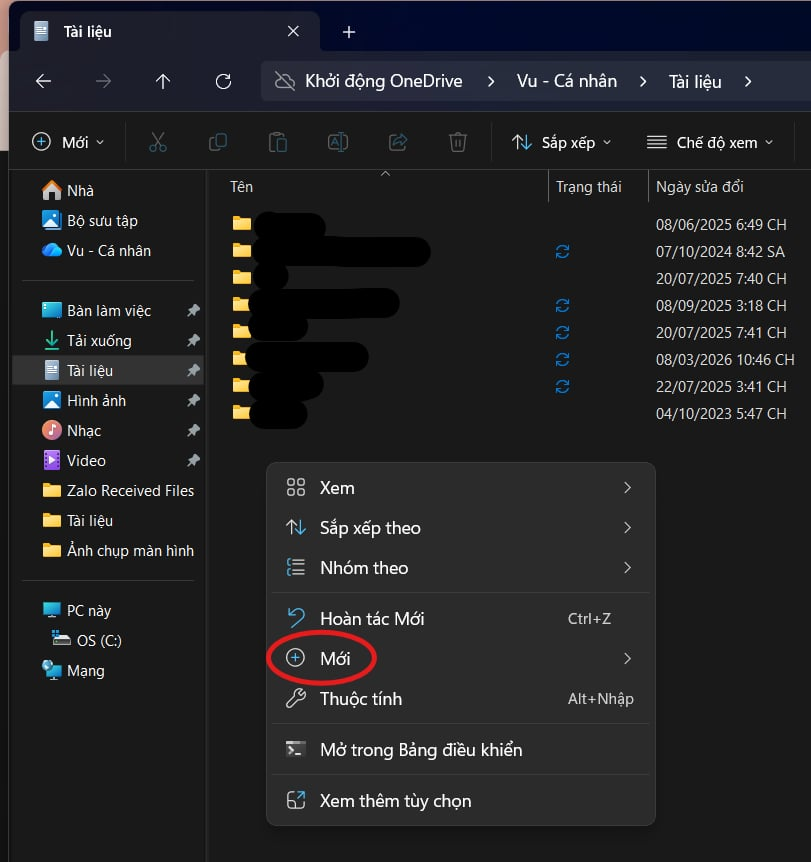 Tài liệu
Khởi động OneDrive > Vu - Cá nhân > Tài liệu >
Mới Sắp xếp Chế độ xem
Tên Trạng thái Ngày sửa đổi
08/06/2025 6:49 CH
07/10/2024 8:42 SA
20/07/2025 7:40 CH
08/09/2025 3:18 CH
20/07/2025 7:41 CH
08/03/2026 10:46 CH
22/07/2025 3:41 CH
04/10/2023 5:47 CH
Nhà
Bộ sưu tập
Vu - Cá nhân
Bàn làm việc
Tải xuống
Tài liệu
Hình ảnh
Nhạc
Video
Zalo Received Files
Tài liệu
Ảnh chụp màn hình
PC này
OS (C:)
Mạng
Xem
Sắp xếp theo
Nhóm theo
Hoàn tác Mới Ctrl+Z
Mới
Thuộc tính Alt+Nhập
Mở trong Bảng điều khiển
Xem thêm tùy chọn